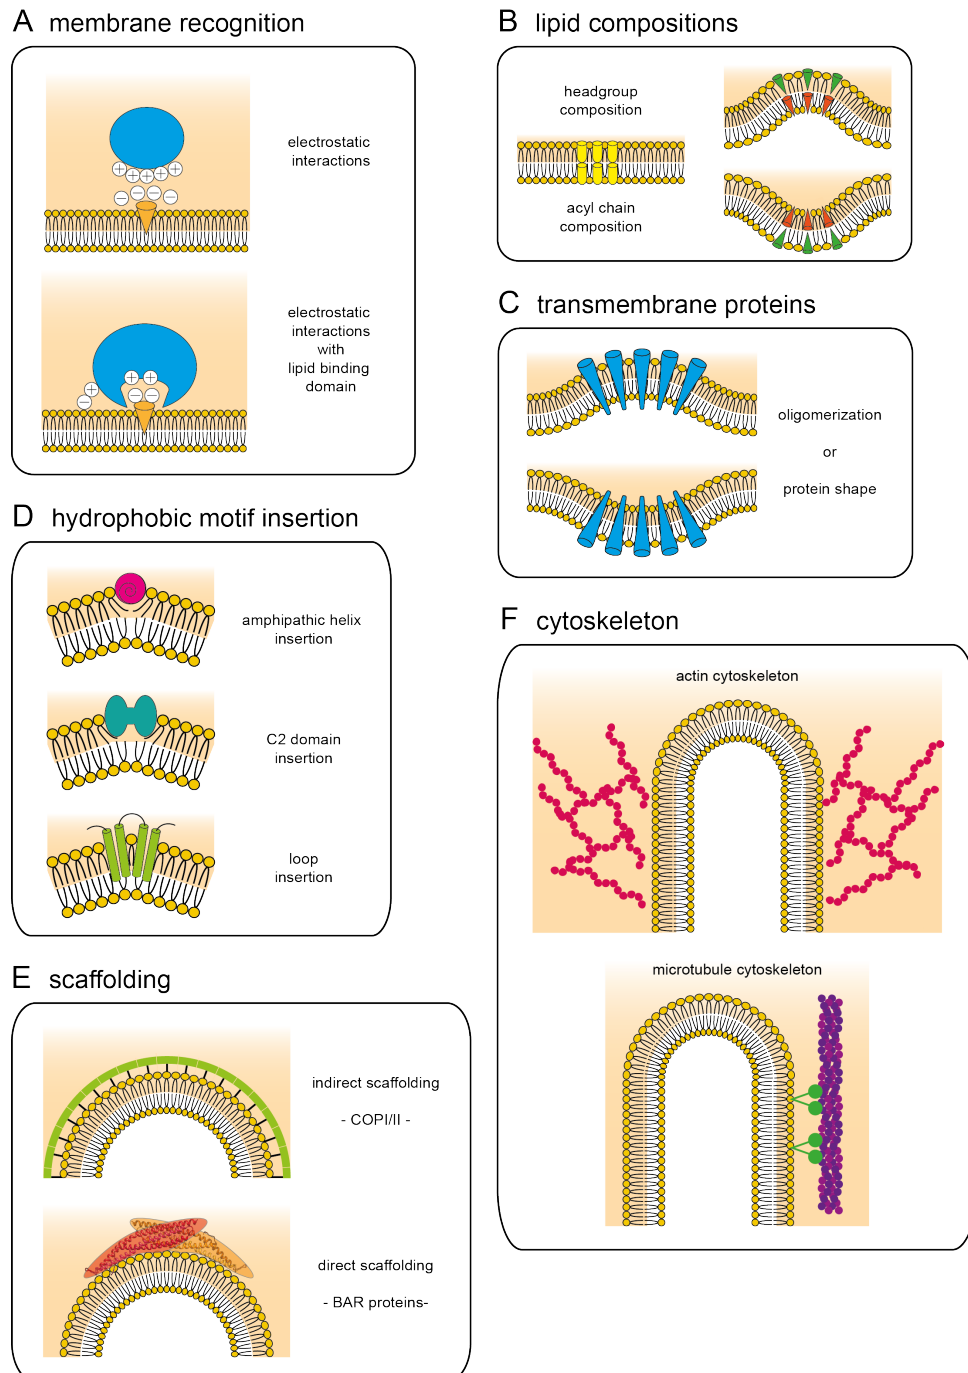 A membrane recognition
electrostatic
interactions
electrostatic
interactions
with
lipid binding
domain
B lipid compositions
headgroup
composition
acyl chain
composition
C transmembrane proteins
oligomerization
or
protein shape
D hydrophobic motif insertion
amphipathic helix
insertion
C2 domain
insertion
loop
insertion
E scaffolding
indirect scaffolding
- COPI/II -
direct scaffolding
- BAR proteins-
F cytoskeleton
actin cytoskeleton
microtubule cytoskeleton